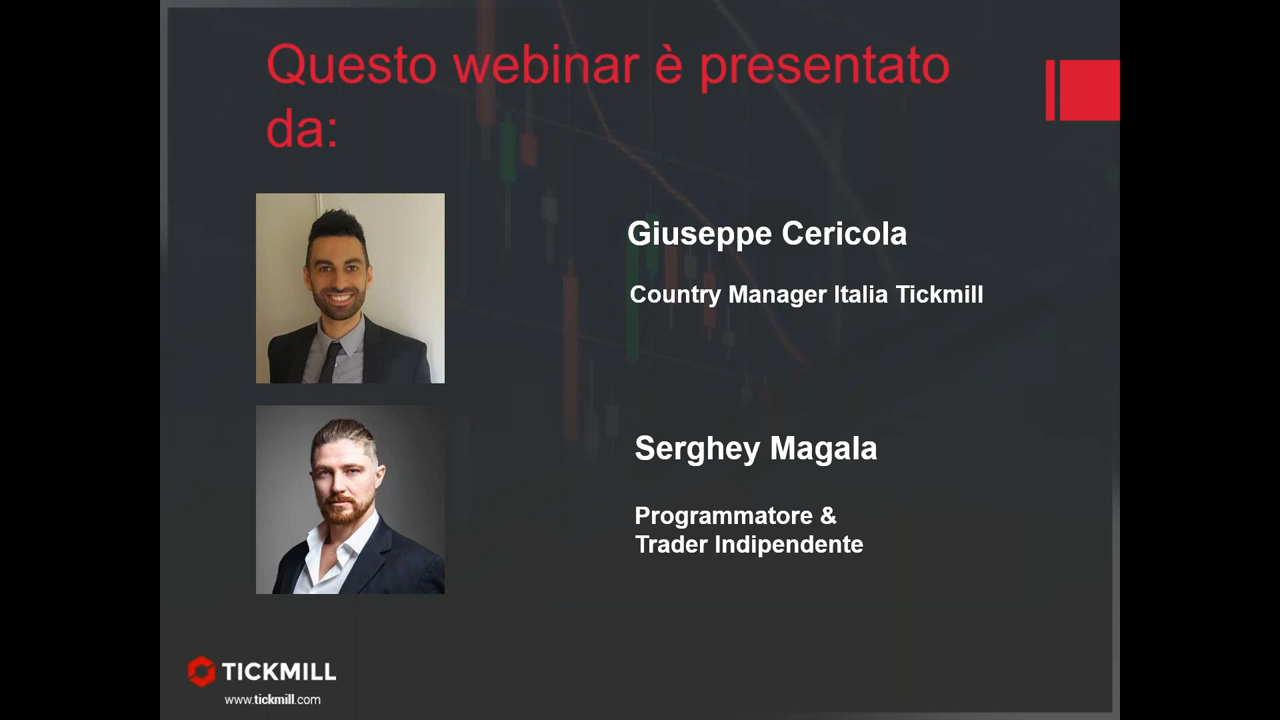 Questo webinar è presentato
da:
Giuseppe Cericola
Country Manager Italia Tickmill
Serghey Magala
Programmatore &
Trader Indipendente
TICKMILL
www.tickmill.com